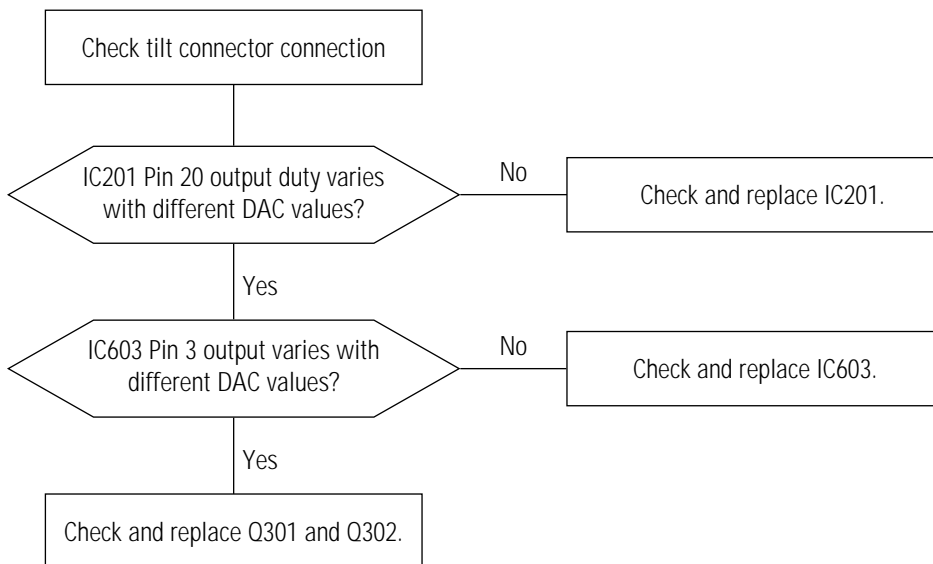 Check tilt connector connection
IC201 Pin 20 output duty varies
with different DAC values?
No
Check and replace IC201.
Yes
IC603 Pin 3 output varies with
different DAC values?
No
Check and replace IC603.
Yes
Check and replace Q301 and Q302.